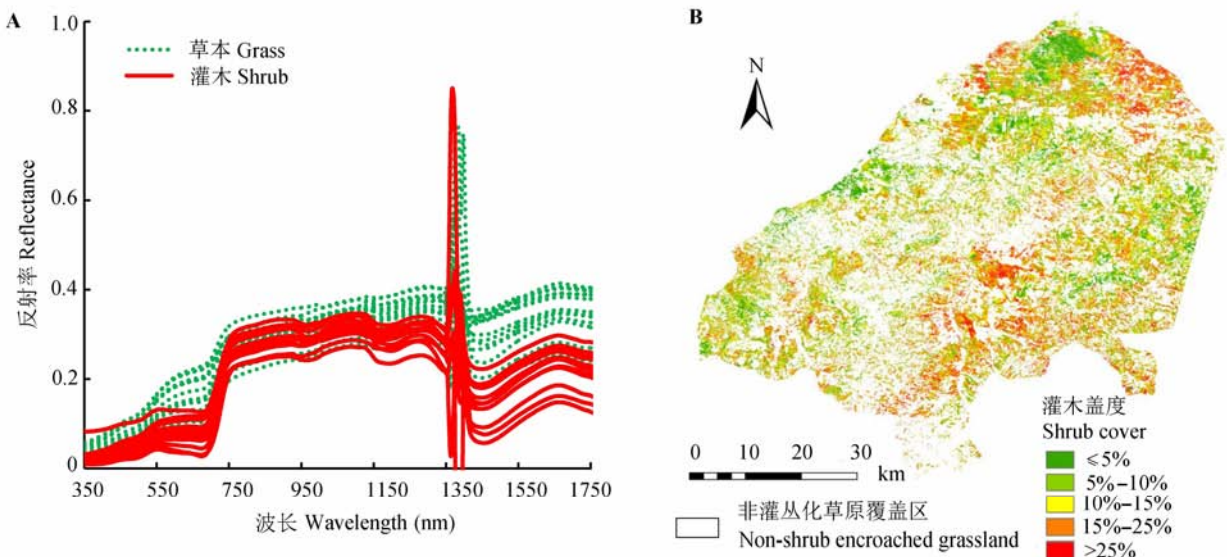 A
1.0
0.8
0.6
0.4
0.2
0
草本 Grass
灌木 Shrub
反射率 Reflectance
350
550
750
950
1150
1350
1550
1750
波长 Wavelength (nm)
B
N
0
10
20
30
km
非灌丛化草原覆盖区
Non-shrub encroached grassland
灌木盖度
Shrub cover
≤5%
5%–10%
10%–15%
15%–25%
>25%